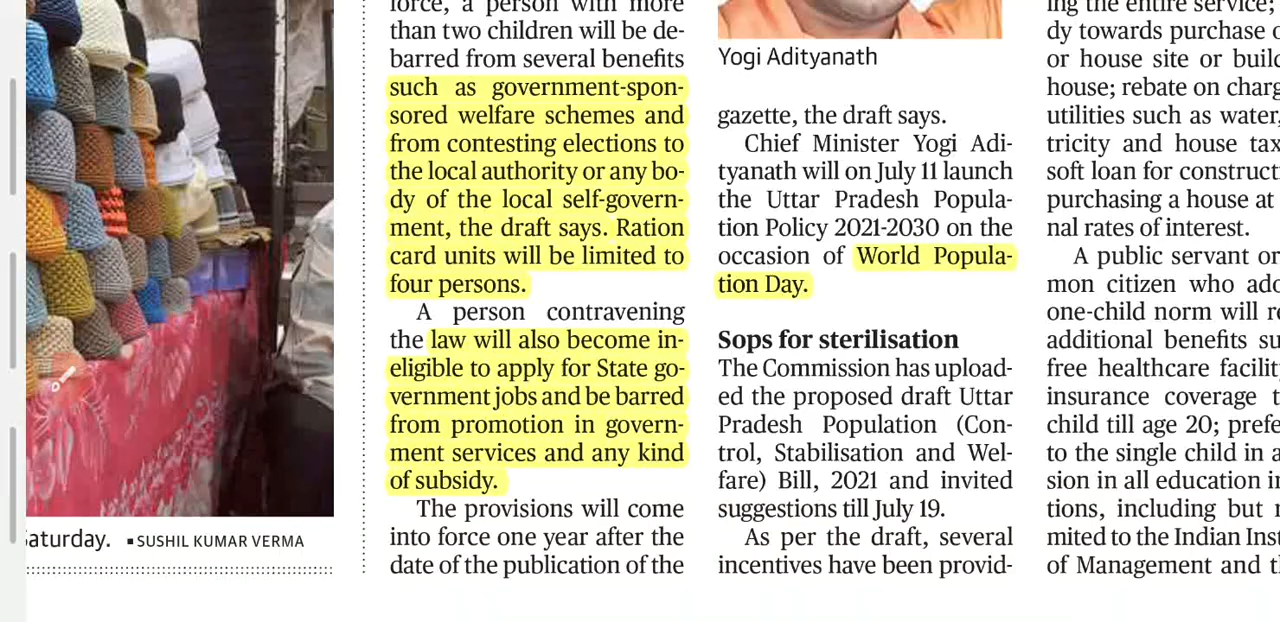 Saturday. ▪SUSHIL KUMAR VERMA
force, a person with more
than two children will be de-
barred from several benefits
such as government-spon-
sored welfare schemes and
from contesting elections to
the local authority or any bo-
dy of the local self-govern-
ment, the draft says. Ration
card units will be limited to
four persons.
A person contravening
the law will also become in-
eligible to apply for State go-
vernment jobs and be barred
from promotion in govern-
ment services and any kind
of subsidy.
The provisions will come
into force one year after the
date of the publication of the
Yogi Adityanath
gazette, the draft says.
Chief Minister Yogi Adi-
tyanath will on July 11 launch
the Uttar Pradesh Popula-
tion Policy 2021-2030 on the
occasion of World Popula-
tion Day.
Sops for sterilisation
The Commission has upload-
ed the proposed draft Uttar
Pradesh Population (Con-
trol, Stabilisation and Wel-
fare) Bill, 2021 and invited
suggestions till July 19.
As per the draft, several
incentives have been provid-
ing the entire service;
dy towards purchase
or house site or build
house; rebate on charg
utilities such as water,
tricity and house tax
soft loan for constructi
purchasing a house at
nal rates of interest.
A public servant or
mon citizen who ado
one-child norm will re
additional benefits su
free healthcare facility
insurance coverage t
child till age 20; prefe
to the single child in a
sion in all education in
tions, including but
mited to the Indian Inst
of Management and t